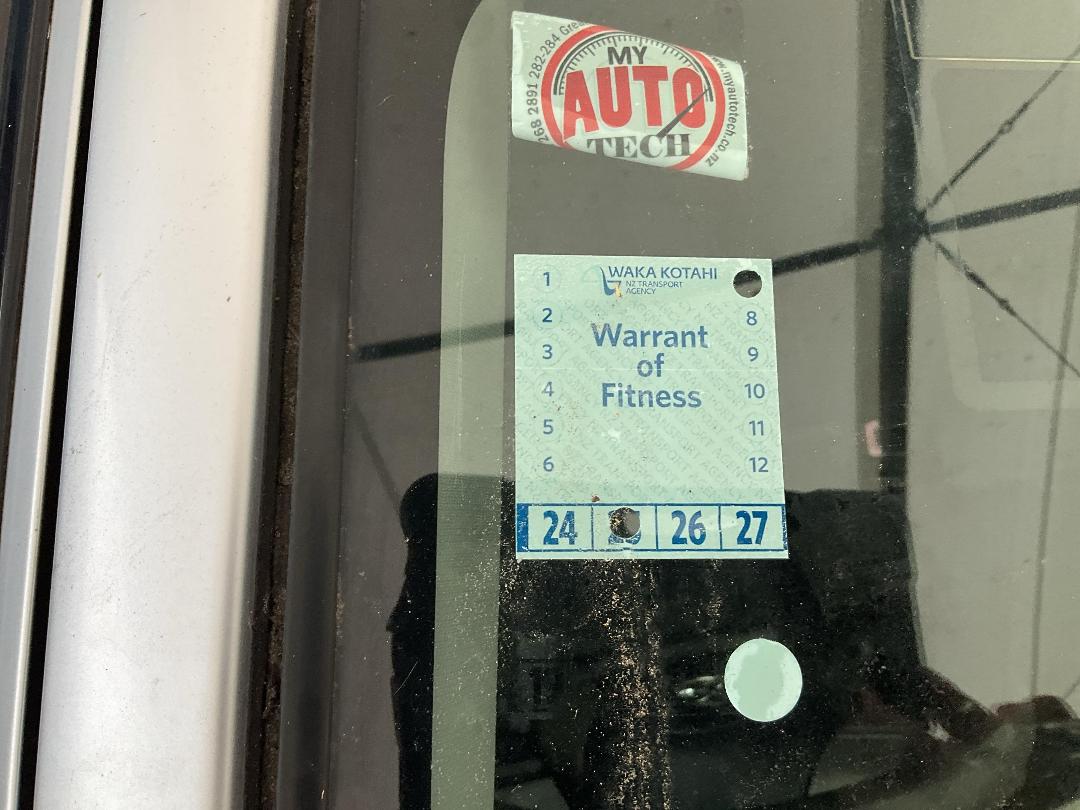 268 2891 282-284 Gree
MY
AUTO
TECH
www.myautotech.co.nz
WAKA KOTAHI
NZ TRANSPORT
AGENCY
Warrant
of
Fitness
1
2
3
4
5
6
8
9
10
11
12
24 26 27